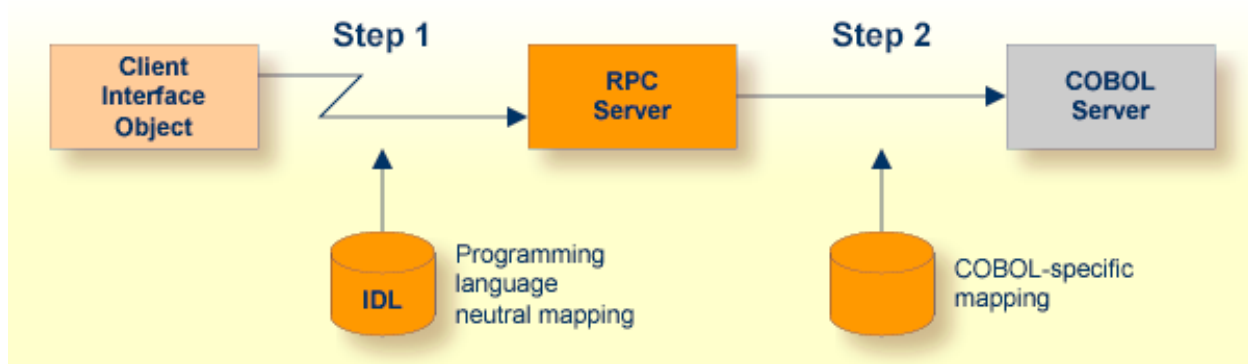 Step 1
Step 2
Client
Interface
Object
RPC
Server
COBOL
Server
IDL
Programming
language
neutral mapping
COBOL-specific
mapping